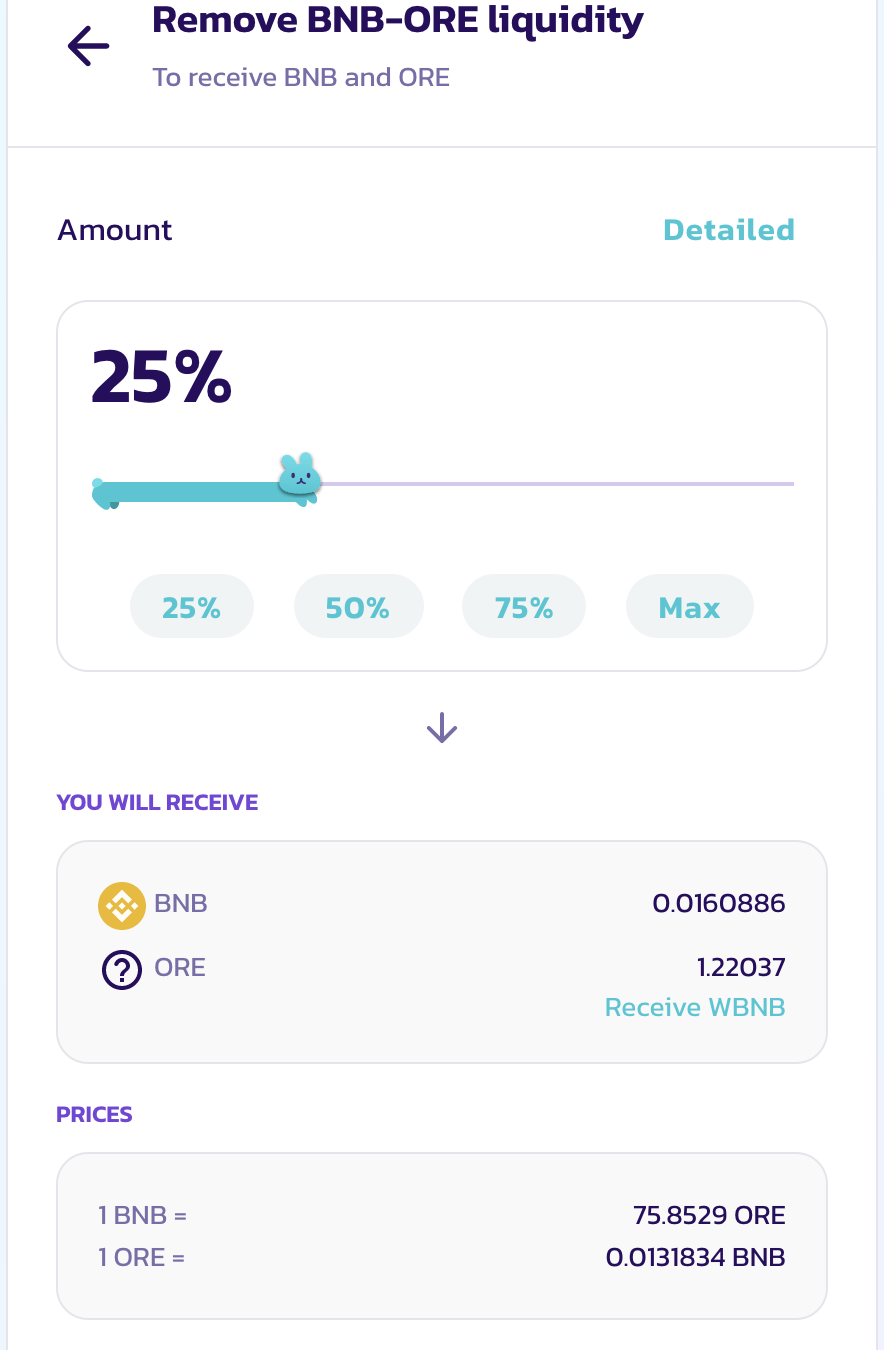 Remove BNB-ORE liquidity
To receive BNB and ORE
Amount Detailed
25%
25% 50% 75% Max
YOU WILL RECEIVE
BNB 0.0160886
ORE 1.22037
Receive WBNB
PRICES
1 BNB = 75.8529 ORE
1 ORE = 0.0131834 BNB